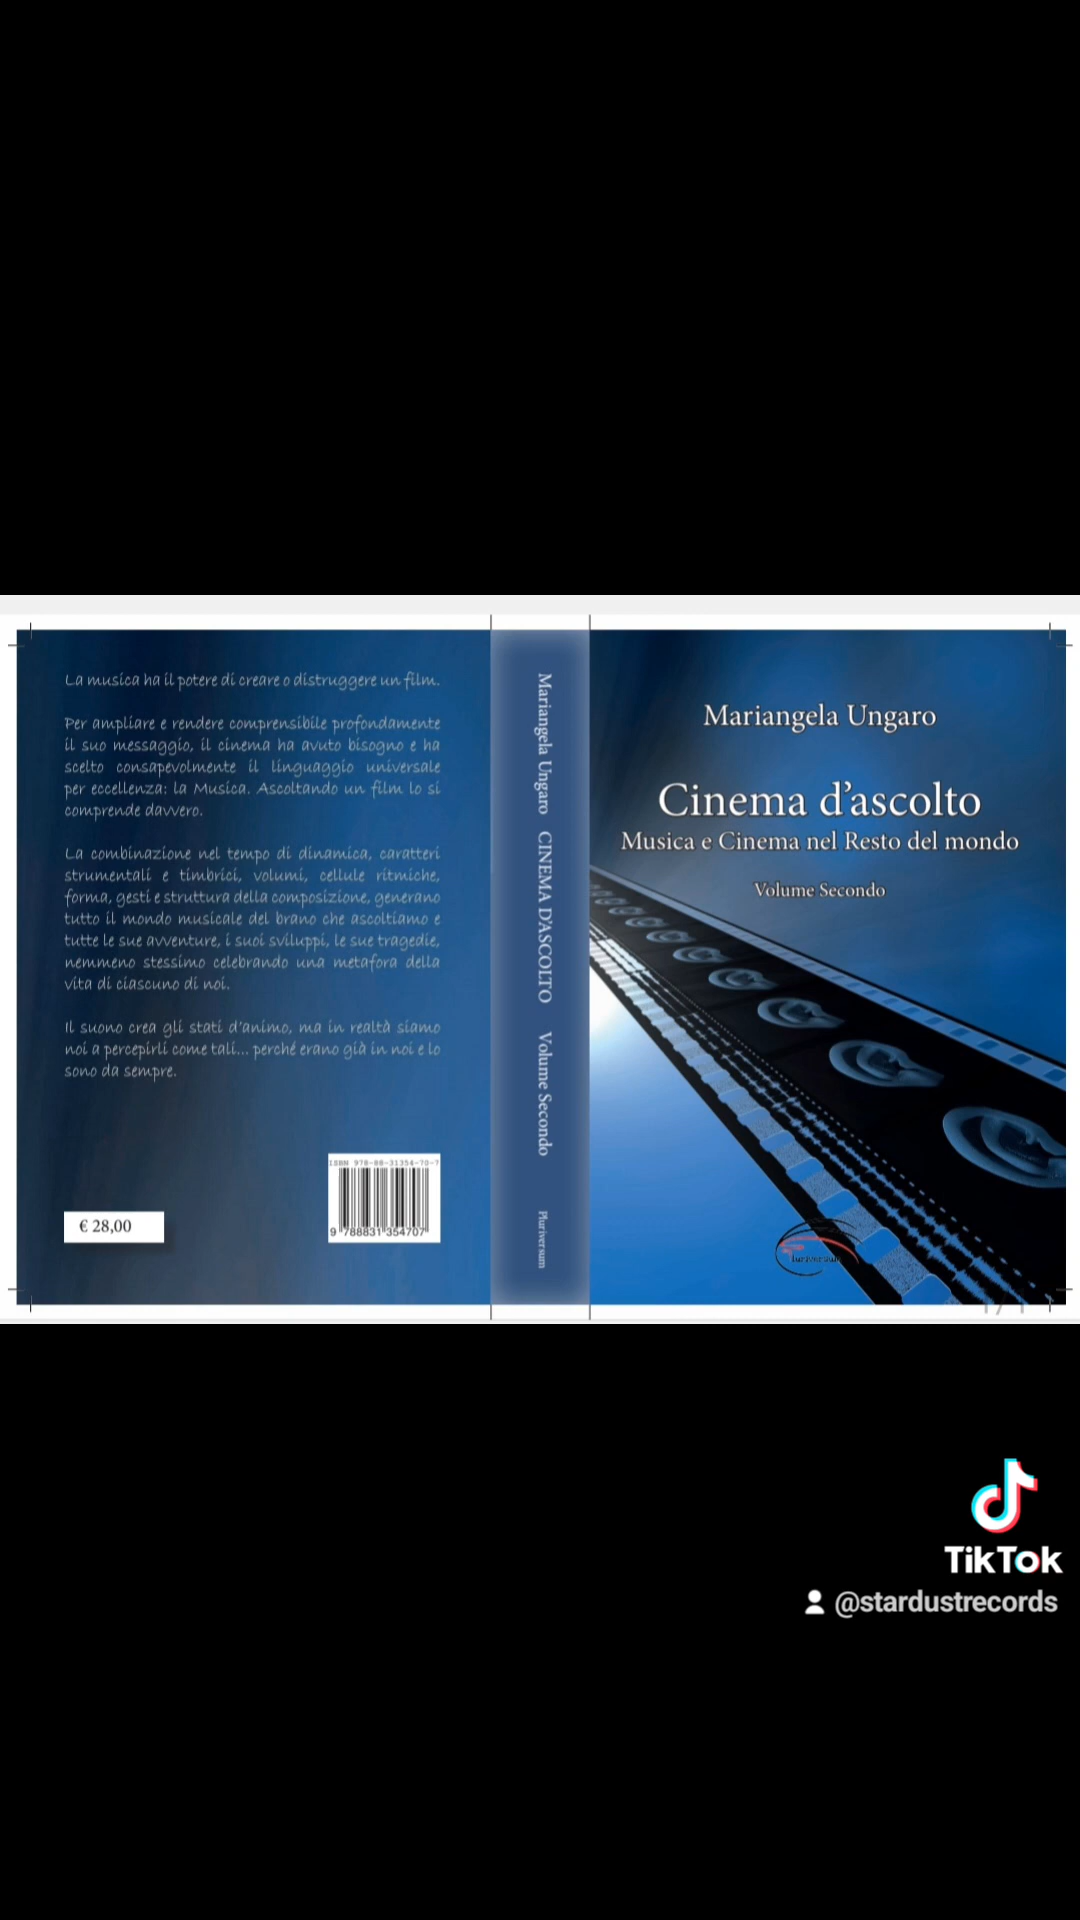 La musica ha il potere di creare o distruggere un film.
Per ampliare e rendere comprensibile profondamente
il suo messaggio, il cinema ha avuto bisogno e ha
scelto consapevolmente il linguaggio universale
per eccellenza: la Musica. Ascoltando un film lo si
comprende davvero.
La combinazione nel tempo di dinamica, caratteri
strumentali e timbrici, volumi, cellule ritmiche,
forma, gesti e struttura della composizione, generano
tutto il mondo musicale del brano che ascoltiamo e
tutte le sue avventure, i suoi sviluppi, le sue tragedie,
nemmeno stessimo celebrando una metafora della
vita di ciascuno di noi.
Il suono crea gli stati d'animo, ma in realtà siamo
noi a percepirli come tali... perché erano già in noi e lo
sono da sempre.
€ 28,00
ISBN 978-88-31354-70-7
9 788831 354707
Mariangela Ungaro CINEMA D'ASCOLTO Volume Secondo Pluriversum
Mariangela Ungaro
Cinema d'ascolto
Musica e Cinema nel Resto del mondo
Volume Secondo
Pluriversum
1/1
TikTok
@stardustrecords